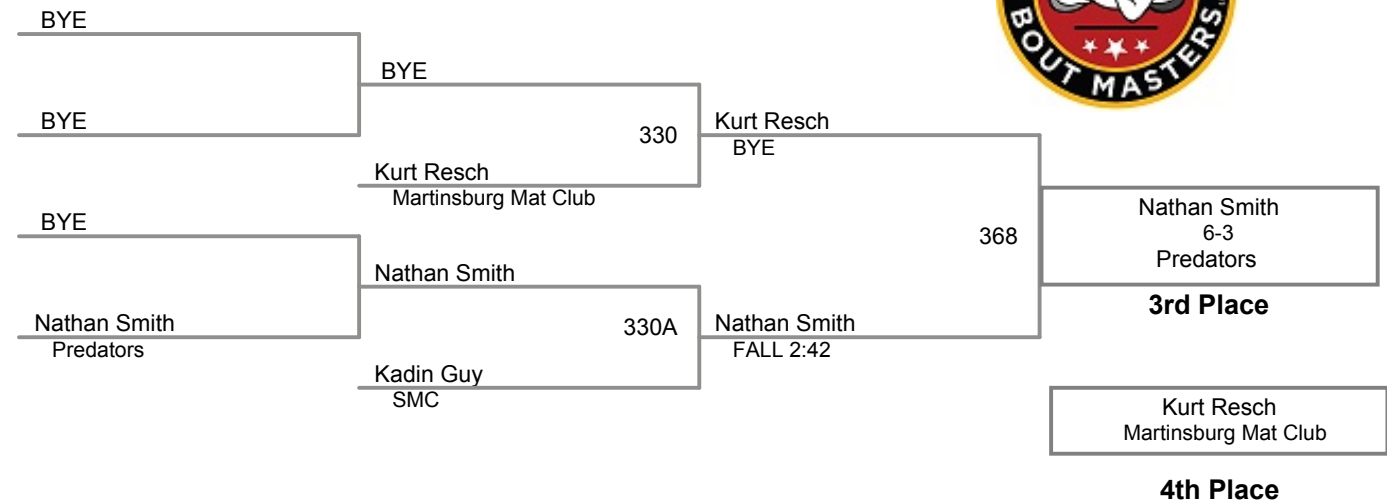 BYE
BOUT MASTERS
BYE
BYE
330
Kurt Resch
BYE
Kurt Resch
Martinsburg Mat Club
Nathan Smith
6-3
Predators
BYE
368
Nathan Smith
3rd Place
Nathan Smith
Predators
330A
Nathan Smith
FALL 2:42
Kadin Guy
SMC
Kurt Resch
Martinsburg Mat Club
4th Place